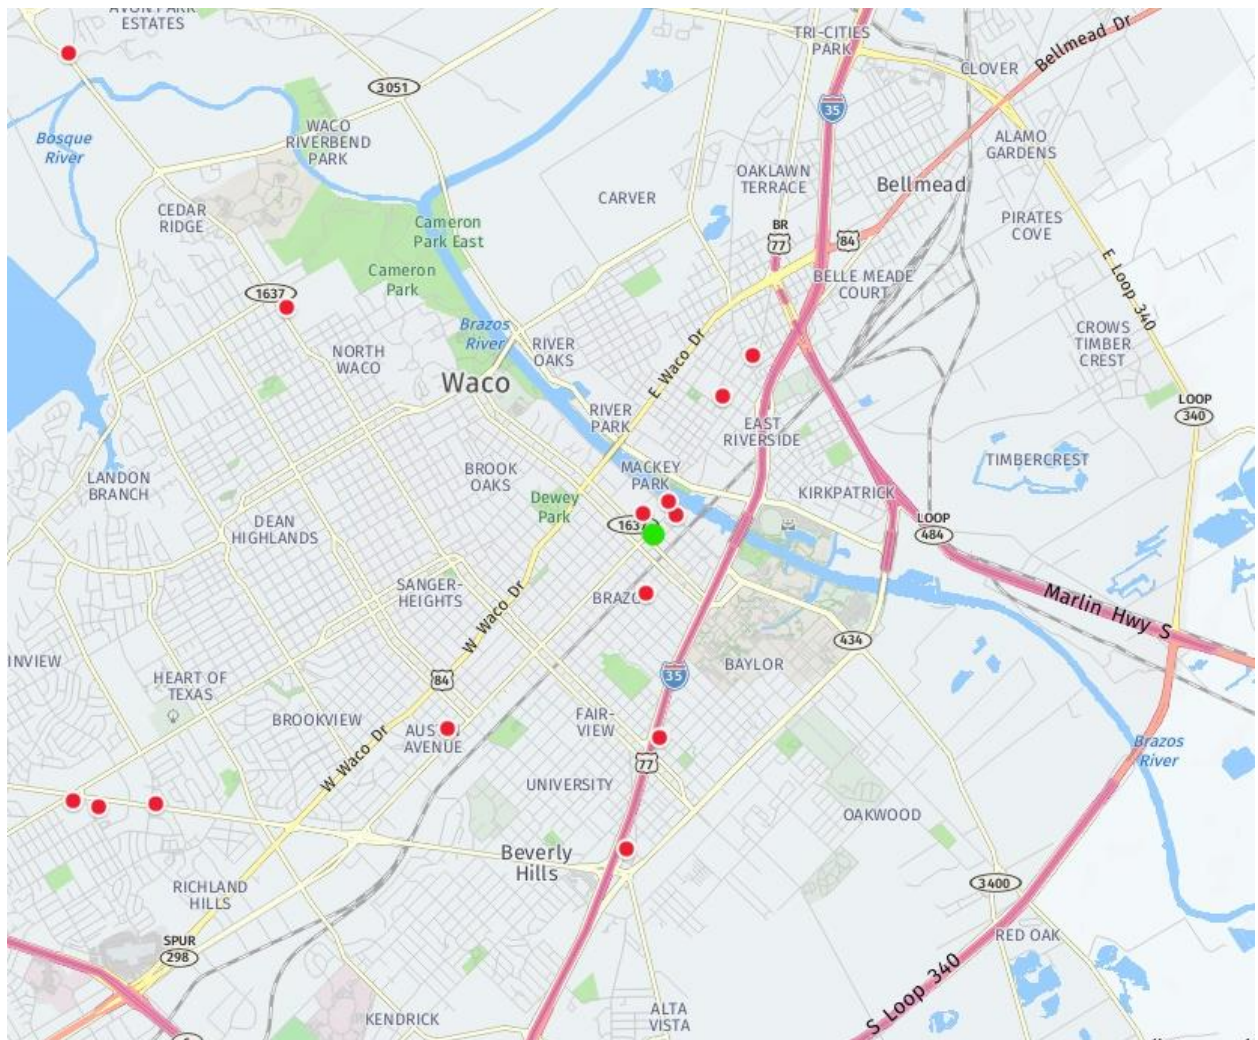 AVON PARK
ESTATES
TRI-CITIES
PARK
Bellmead Dr
CLOVER
3051
35
Bosque
River
WACO
RIVERBEND
PARK
ALAMO
GARDENS
OAKLAWN
TERRACE
Bellmead
CARVER
CEDAR
RIDGE
Cameron
Park East
PIRATES
COVE
BR
77
84
Cameron
Park
BELLE MEADE
COURT
E Loop 340
1637
Brazos
River
RIVER
OAKS
E Waco Dr
CROWS
TIMBER
CREST
NORTH
WACO
Waco
LOOP
340
RIVER
PARK
EAST
RIVERSIDE
BROOK
OAKS
MACKEY
PARK
TIMBERCREST
LANDON
BRANCH
Dewey
Park
KIRKPATRICK
DEAN
HIGHLANDS
1637
LOOP
484
SANGER-
HEIGHTS
W Waco Dr
Marlin Hwy S
434
INVIEW
BAYLOR
HEART OF
TEXAS
84
35
BROOKVIEW
FAIR-
VIEW
AVENUE
W Waco Dr
Brazos
River
77
UNIVERSITY
OAKWOOD
Beverly
Hills
RICHLAND
HILLS
3400
SPUR
298
RED OAK
S Loop 340
KENDRICK
ALTA
VISTA